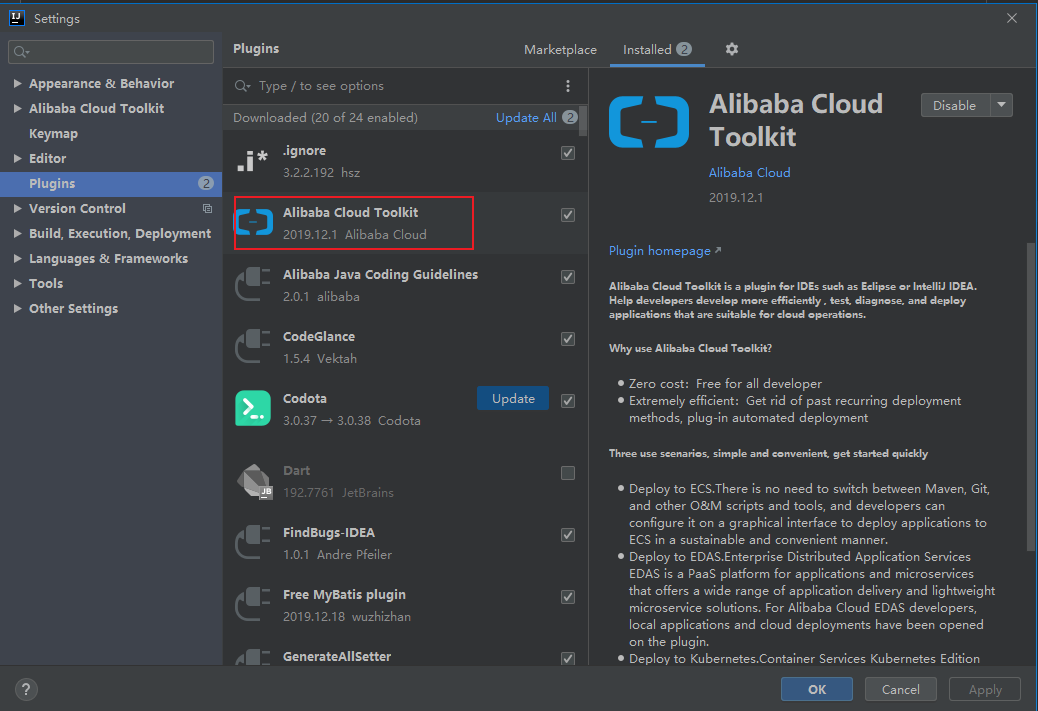 IJ
Settings
Appearance & Behavior
Alibaba Cloud Toolkit
Keymap
Editor
Plugins 2
Version Control
Build, Execution, Deployment
Languages & Frameworks
Tools
Other Settings
Plugins
Marketplace
Installed 2
Type / to see options
Downloaded (20 of 24 enabled)
Update All 2
.i*
.ignore
3.2.2.192 hsz
Alibaba Cloud Toolkit
2019.12.1 Alibaba Cloud
Alibaba Java Coding Guidelines
2.0.1 alibaba
CodeGlance
1.5.4 Vektah
Codota
3.0.37 → 3.0.38 Codota
Update
JB
Dart
192.7761 JetBrains
FindBugs-IDEA
1.0.1 Andre Pfeiler
Free MyBatis plugin
2019.12.18 wuzhizhan
GenerateAllSetter
Alibaba Cloud
Toolkit
Disable
Alibaba Cloud
2019.12.1
Plugin homepage ↗
Alibaba Cloud Toolkit is a plugin for IDEs such as Eclipse or IntelliJ IDEA.
Help developers develop more efficiently , test, diagnose, and deploy
applications that are suitable for cloud operations.
Why use Alibaba Cloud Toolkit?
● Zero cost：Free for all developer
● Extremely efficient：Get rid of past recurring deployment
methods, plug-in automated deployment
Three use scenarios, simple and convenient, get started quickly
● Deploy to ECS.There is no need to switch between Maven, Git,
and other O&M scripts and tools, and developers can
configure it on a graphical interface to deploy applications to
ECS in a sustainable and convenient manner.
● Deploy to EDAS.Enterprise Distributed Application Services
EDAS is a PaaS platform for applications and microservices
that offers a wide range of application delivery and lightweight
microservice solutions. For Alibaba Cloud EDAS developers,
local applications and cloud deployments have been opened
on the plugin.
● Deploy to Kubernetes.Container Services Kubernetes Edition
?
OK
Cancel
Apply